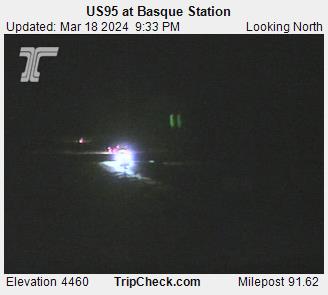 US95 at Basque Station
Updated: Mar 18 2024 9:33 PM Looking North
Elevation 4460 TripCheck.com Milepost 91.62